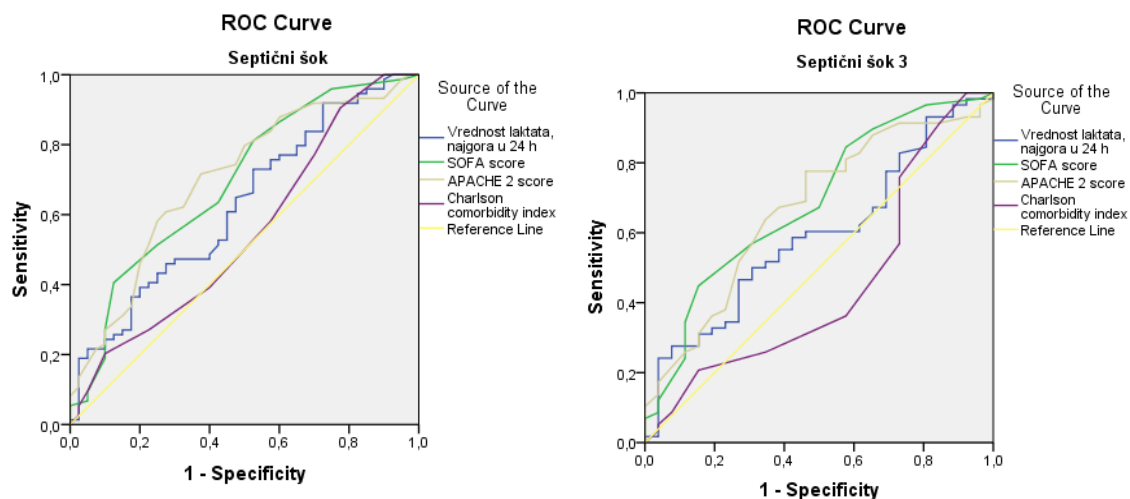 ROC Curve
Septični šok
Source of the
Curve
Vrednost laktata,
najgora u 24 h
SOFA score
APACHE 2 score
Charlson
comorbidity index
Reference Line
Sensitivity
1,0
0,8
0,6
0,4
0,2
0,0
0,0 0,2 0,4 0,6 0,8 1,0
1 - Specificity
ROC Curve
Septični šok 3
Source of the
Curve
Vrednost laktata,
najgora u 24 h
SOFA score
APACHE 2 score
Charlson
comorbidity index
Reference Line
Sensitivity
1,0
0,8
0,6
0,4
0,2
0,0
0,0 0,2 0,4 0,6 0,8 1,0
1 - Specificity